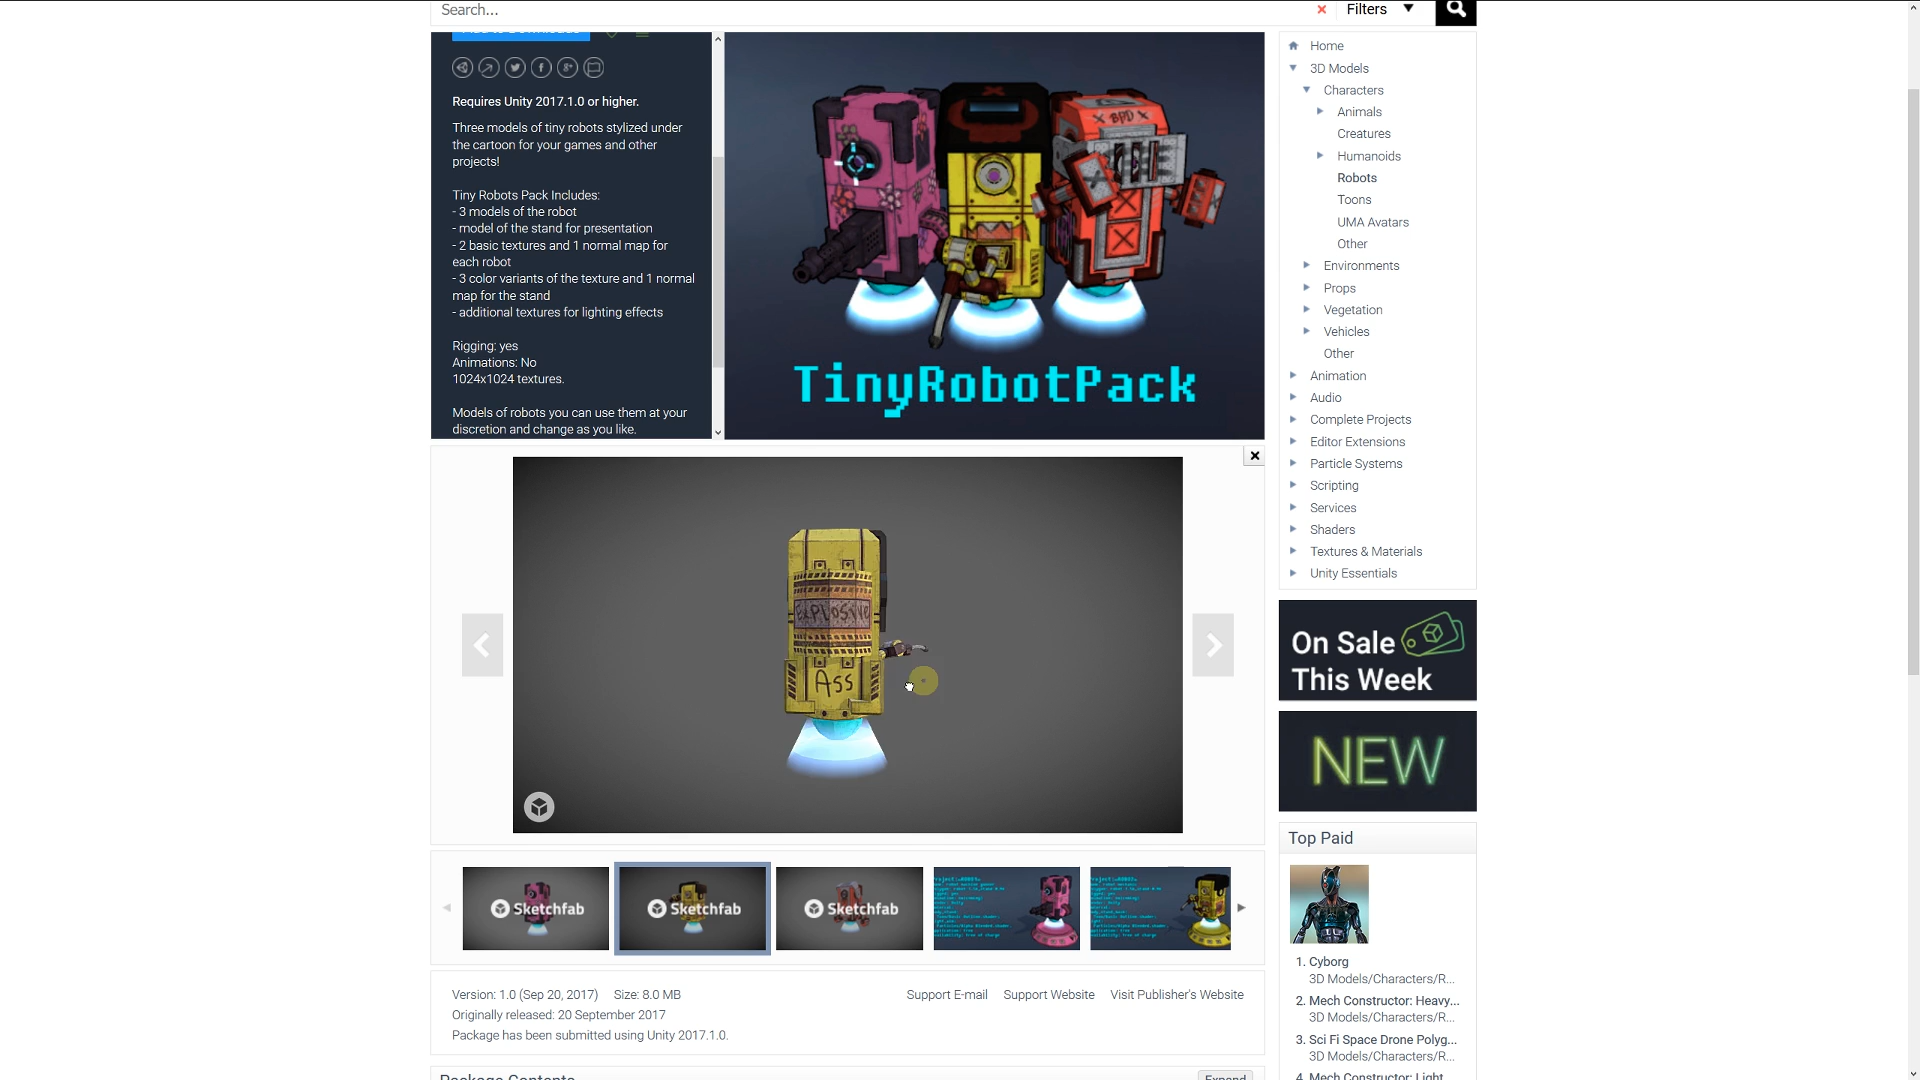 Search...
Filters
Requires Unity 2017.1.0 or higher.
Three models of tiny robots stylized under
the cartoon for your games and other
projects!
Tiny Robots Pack Includes:
- 3 models of the robot
- model of the stand for presentation
- 2 basic textures and 1 normal map for
each robot
- 3 color variants of the texture and 1 normal
map for the stand
- additional textures for lighting effects
Rigging: yes
Animations: No
1024x1024 textures.
Models of robots you can use them at your
discretion and change as you like.
BPD
TinyRobotPack
EXPLOSIVE
Ass
Sketchfab
Sketchfab
Sketchfab
Version: 1.0 (Sep 20, 2017) Size: 8.0 MB
Support E-mail Support Website Visit Publisher's Website
Originally released: 20 September 2017
Package has been submitted using Unity 2017.1.0.
Package Contents
Expand
Home
3D Models
Characters
Animals
Creatures
Humanoids
Robots
Toons
UMA Avatars
Other
Environments
Props
Vegetation
Vehicles
Other
Animation
Audio
Complete Projects
Editor Extensions
Particle Systems
Scripting
Services
Shaders
Textures & Materials
Unity Essentials
On Sale
This Week
NEW
Top Paid
1. Cyborg
3D Models/Characters/R...
2. Mech Constructor: Heavy...
3D Models/Characters/R...
3. Sci Fi Space Drone Polyg...
3D Models/Characters/R...
4. Mech Constructor: Light